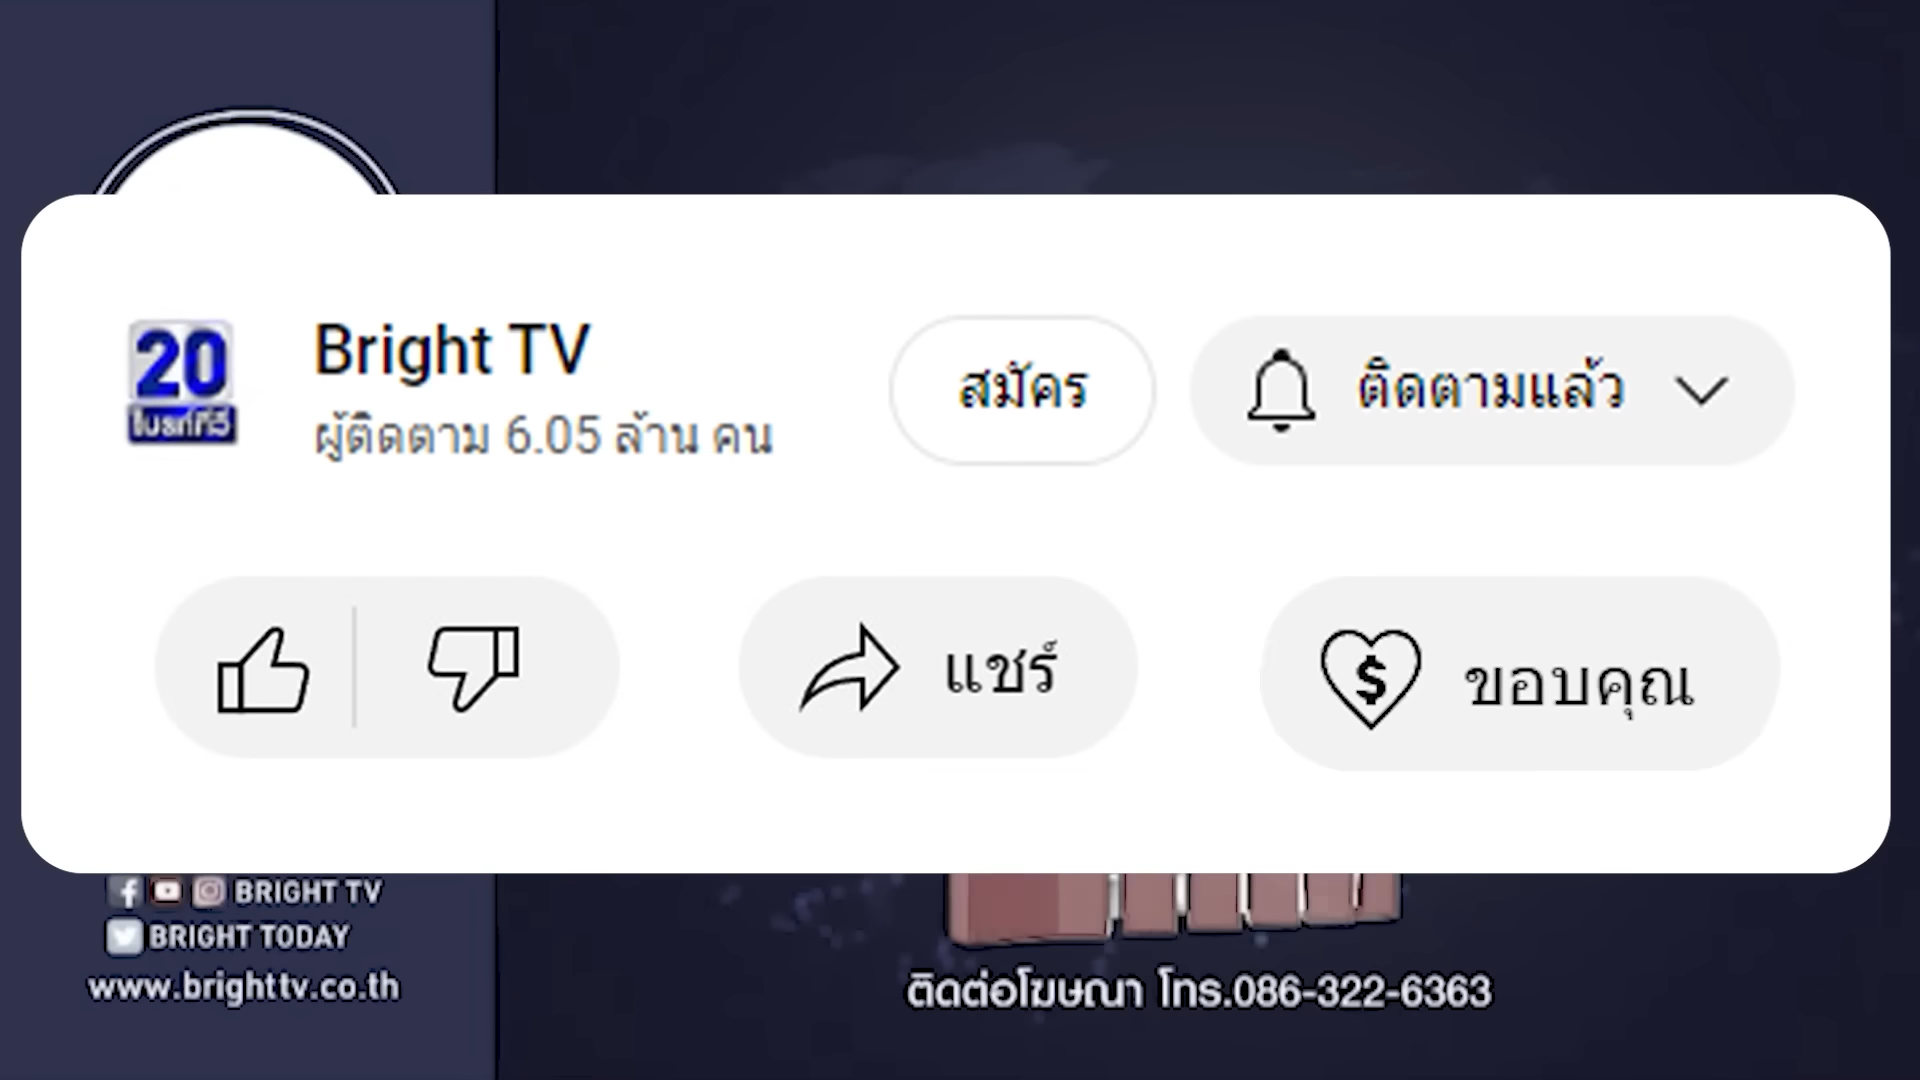 20
ไบรท์ทีวี
Bright TV
ผู้ติดตาม 6.05 ล้าน คน
สมัคร
ติดตามแล้ว
แชร์
$ ขอบคุณ
BRIGHT TV
BRIGHT TODAY
www.brighttv.co.th
ติดต่อโฆษณา โทร.086-322-6363